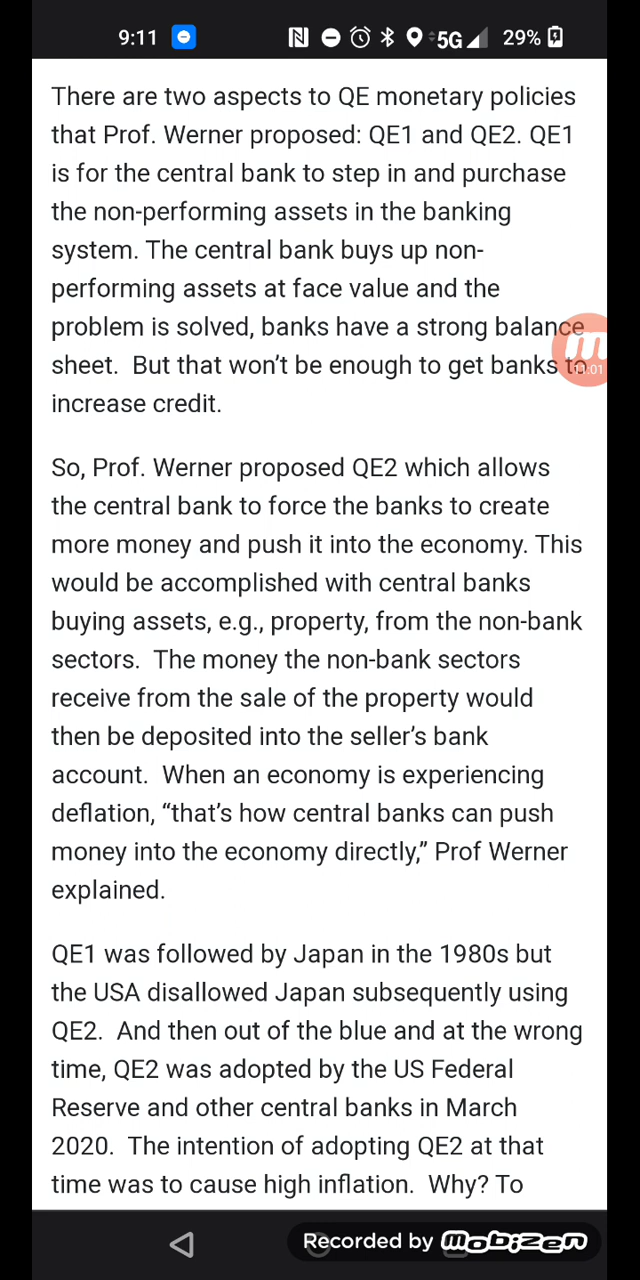 9:11
5G
29%
There are two aspects to QE monetary policies
that Prof. Werner proposed: QE1 and QE2. QE1
is for the central bank to step in and purchase
the non-performing assets in the banking
system. The central bank buys up non-
performing assets at face value and the
problem is solved, banks have a strong balance
sheet.  But that won’t be enough to get banks to
increase credit.
So, Prof. Werner proposed QE2 which allows
the central bank to force the banks to create
more money and push it into the economy. This
would be accomplished with central banks
buying assets, e.g., property, from the non-bank
sectors.  The money the non-bank sectors
receive from the sale of the property would
then be deposited into the seller’s bank
account.  When an economy is experiencing
deflation, “that’s how central banks can push
money into the economy directly,” Prof Werner
explained.
QE1 was followed by Japan in the 1980s but
the USA disallowed Japan subsequently using
QE2.  And then out of the blue and at the wrong
time, QE2 was adopted by the US Federal
Reserve and other central banks in March
2020.  The intention of adopting QE2 at that
time was to cause high inflation.  Why? To
Recorded by mobizen